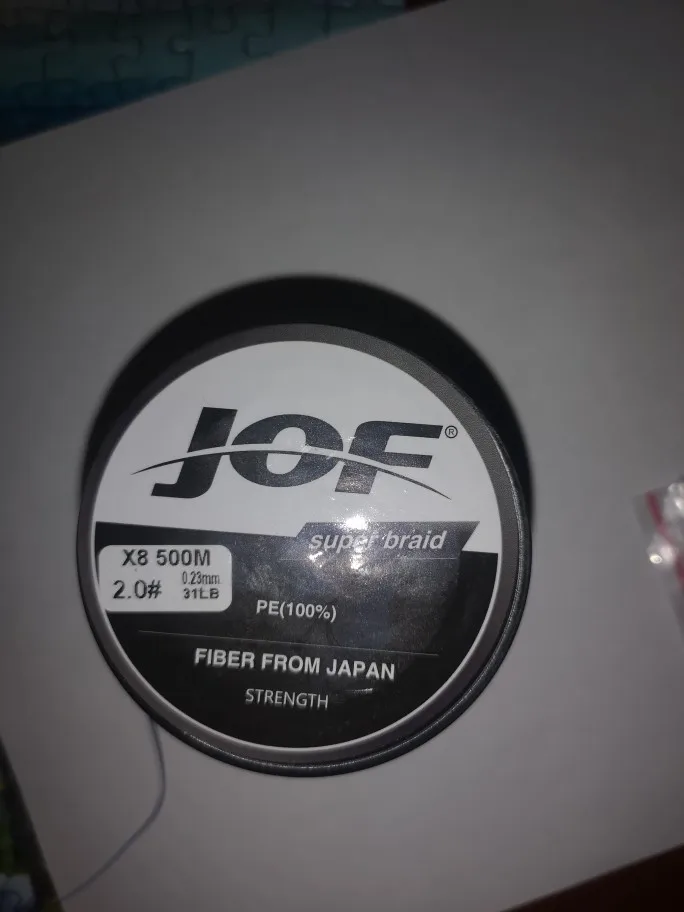 JOF®
super braid
X8 500M
2.0# 0.23mm
31LB
PE(100%)
FIBER FROM JAPAN
STRENGTH